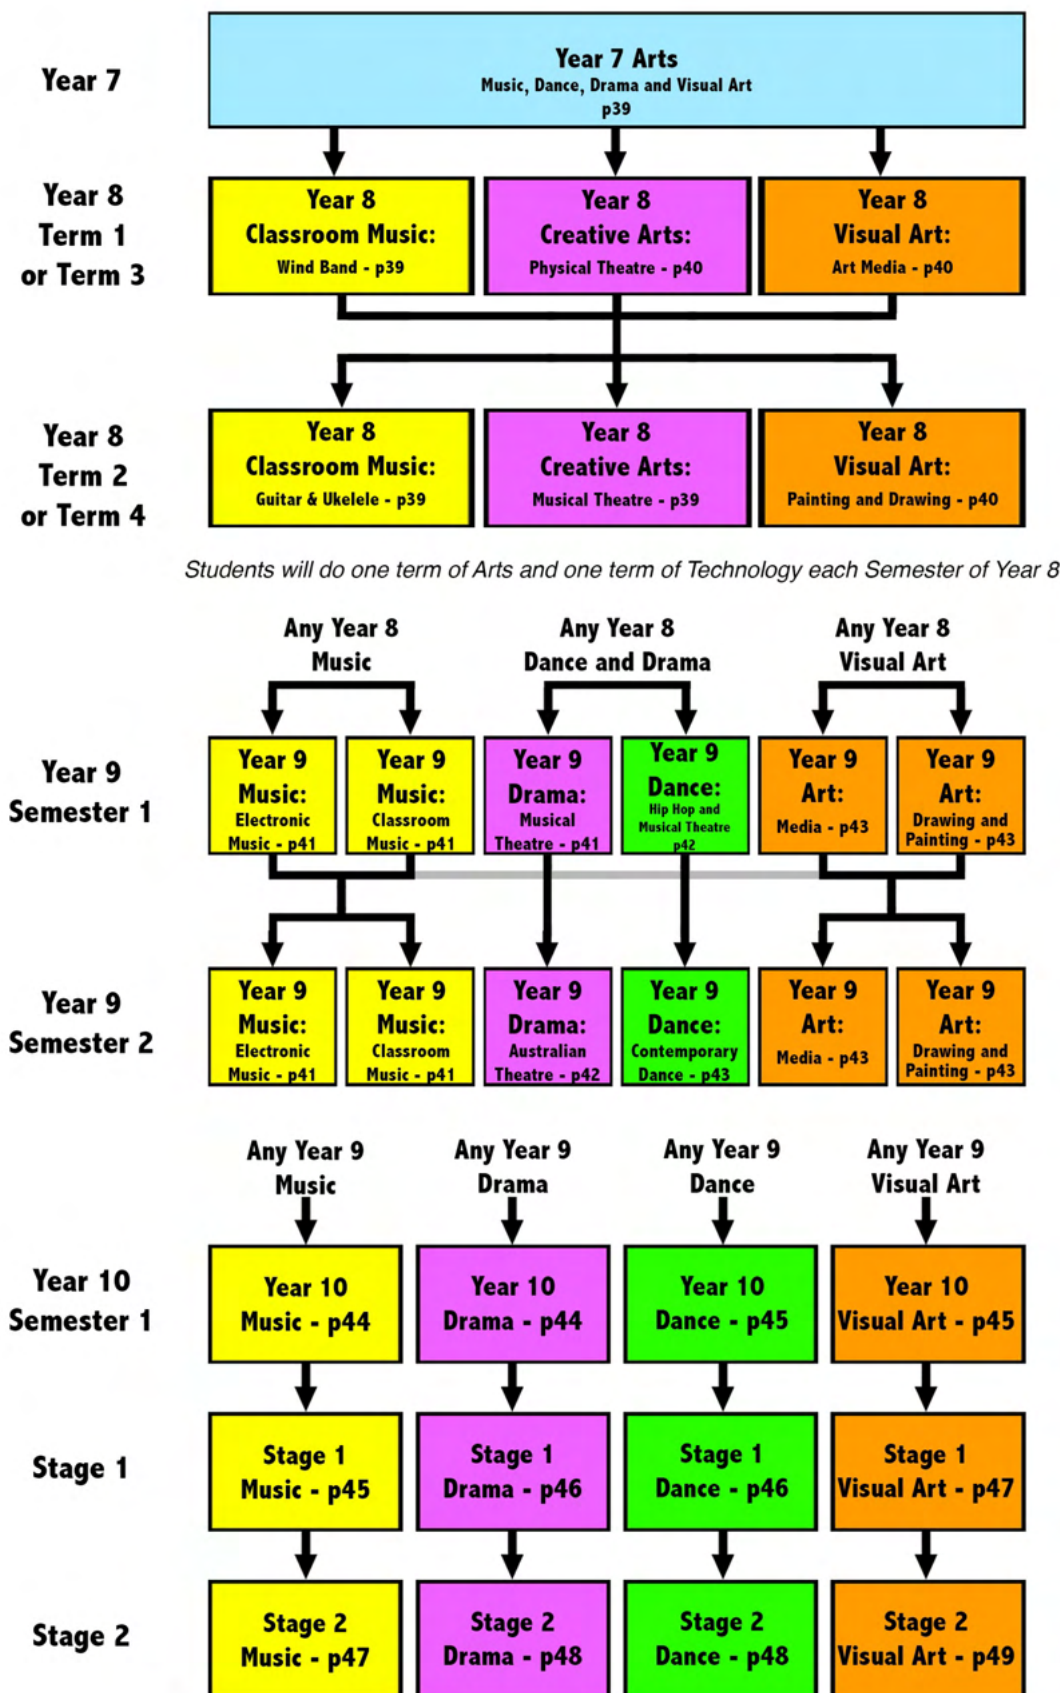 Year 7
Year 7 Arts
Music, Dance, Drama and Visual Art
p39
Year 8
Term 1
or Term 3
Year 8
Classroom Music:
Wind Band - p39
Year 8
Creative Arts:
Physical Theatre - p40
Year 8
Visual Art:
Art Media - p40
Year 8
Term 2
or Term 4
Year 8
Classroom Music:
Guitar & Ukelele - p39
Year 8
Creative Arts:
Musical Theatre - p39
Year 8
Visual Art:
Painting and Drawing - p40
Students will do one term of Arts and one term of Technology each Semester of Year 8
Any Year 8
Music
Any Year 8
Dance and Drama
Any Year 8
Visual Art
Year 9
Semester 1
Year 9
Music:
Electronic
Music - p41
Year 9
Music:
Classroom
Music - p41
Year 9
Drama:
Musical
Theatre - p41
Year 9
Dance:
Hip Hop and
Musical Theatre
p42
Year 9
Art:
Media - p43
Year 9
Art:
Drawing and
Painting - p43
Year 9
Semester 2
Year 9
Music:
Electronic
Music - p41
Year 9
Music:
Classroom
Music - p41
Year 9
Drama:
Australian
Theatre - p42
Year 9
Dance:
Contemporary
Dance - p43
Year 9
Art:
Media - p43
Year 9
Art:
Drawing and
Painting - p43
Any Year 9
Music
Any Year 9
Drama
Any Year 9
Dance
Any Year 9
Visual Art
Year 10
Semester 1
Year 10
Music - p44
Year 10
Drama - p44
Year 10
Dance - p45
Year 10
Visual Art - p45
Stage 1
Stage 1
Music - p45
Stage 1
Drama - p46
Stage 1
Dance - p46
Stage 1
Visual Art - p47
Stage 2
Stage 2
Music - p47
Stage 2
Drama - p48
Stage 2
Dance - p48
Stage 2
Visual Art - p49